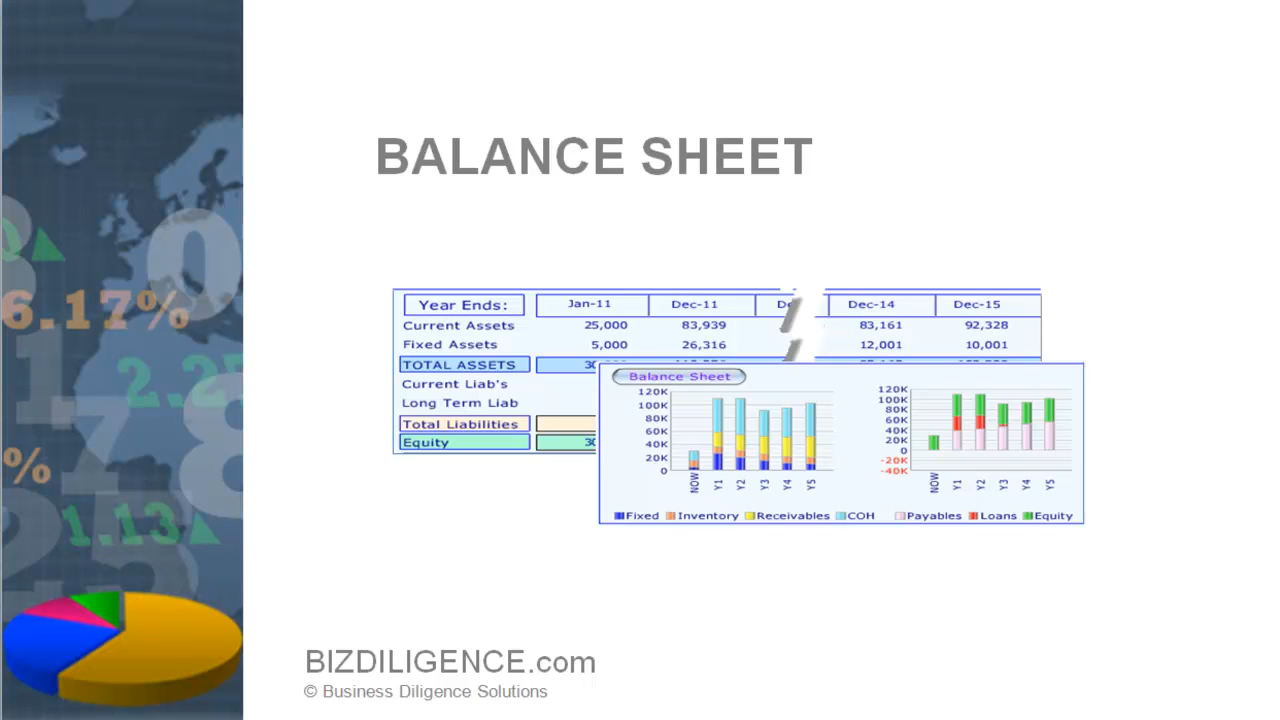 BALANCE SHEET
Year Ends: Jan-11 Dec-11 Dec-14 Dec-15
Current Assets 25,000 83,939 83,161 92,328
Fixed Assets 5,000 26,316 12,001 10,001
TOTAL ASSETS
Current Liab's
Long Term Liab
Total Liabilities
Equity
Balance Sheet
120K
100K
80K
60K
40K
20K
0
NOW Y1 Y2 Y3 Y4 Y5
Fixed Inventory Receivables COH
120K
100K
80K
60K
40K
20K
0
-20K
-40K
NOW Y1 Y2 Y3 Y4 Y5
Payables Loans Equity
6.17%
2.25
%
1.13
BIZDILIGENCE.com
© Business Diligence Solutions